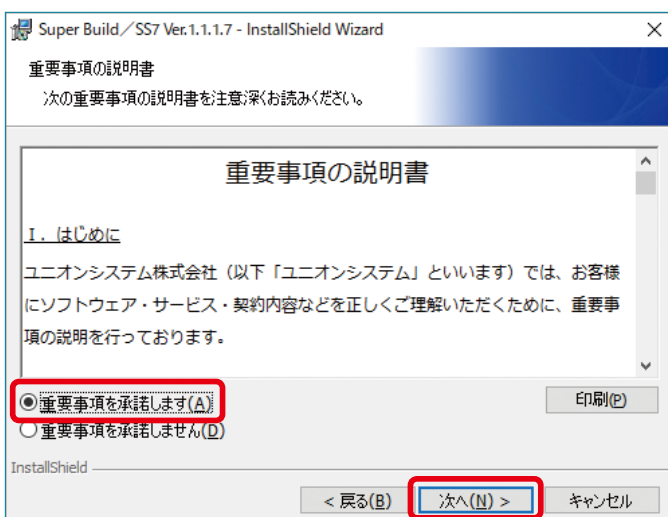 Super Build／SS7 Ver.1.1.1.7 - InstallShield Wizard
重要事項の説明書
次の重要事項の説明書を注意深くお読みください。
重要事項の説明書
Ⅰ．はじめに
ユニオンシステム株式会社（以下「ユニオンシステム」といいます）では、お客様
にソフトウェア・サービス・契約内容などを正しくご理解いただくために、重要事
項の説明を行っております。
重要事項を承諾します(A)
印刷(P)
重要事項を承諾しません(D)
InstallShield
< 戻る(B)
次へ(N) >
キャンセル